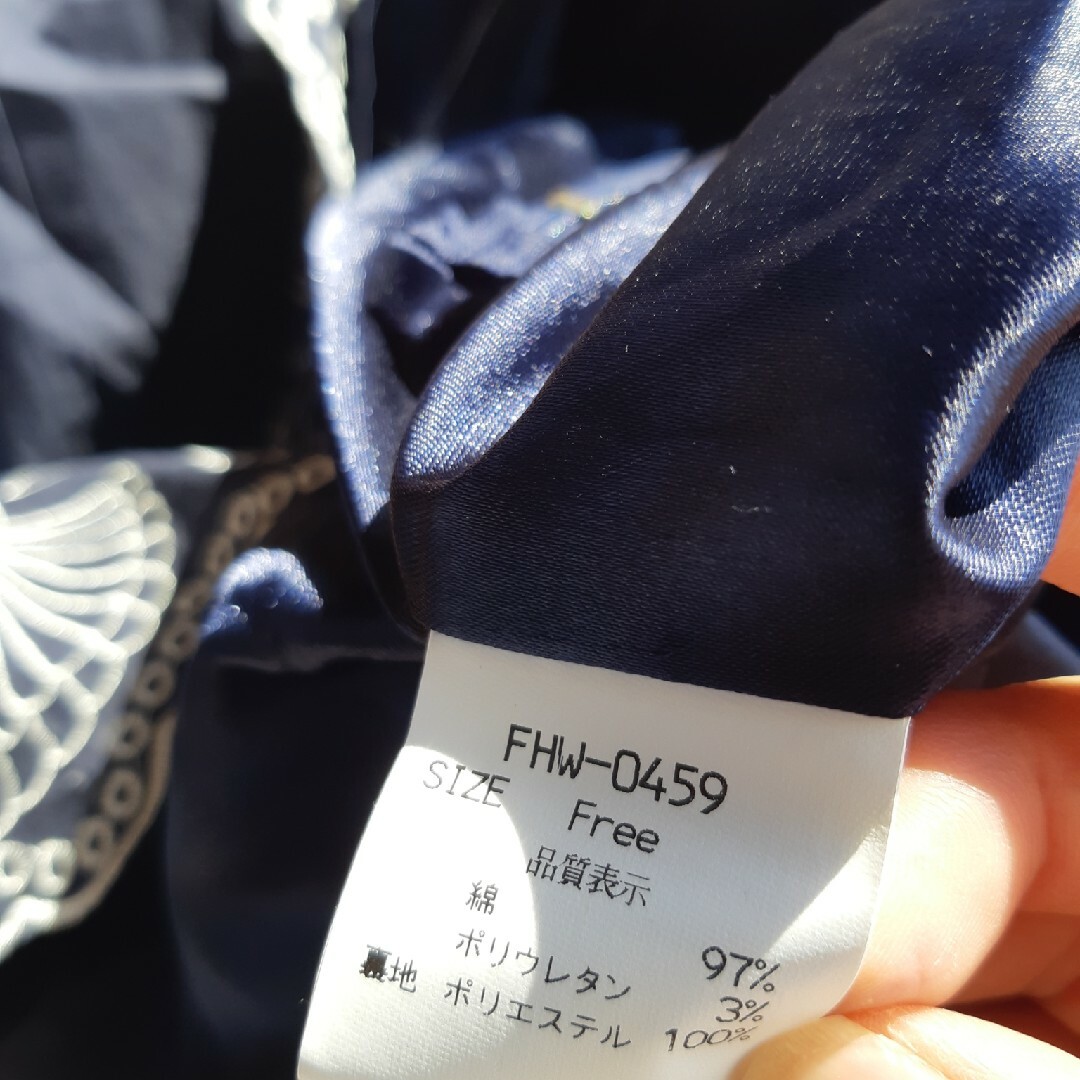 FHW-0459
SIZE Free
品質表示
綿 97%
ポリウレタン 3%
裏地 ポリエステル 100%